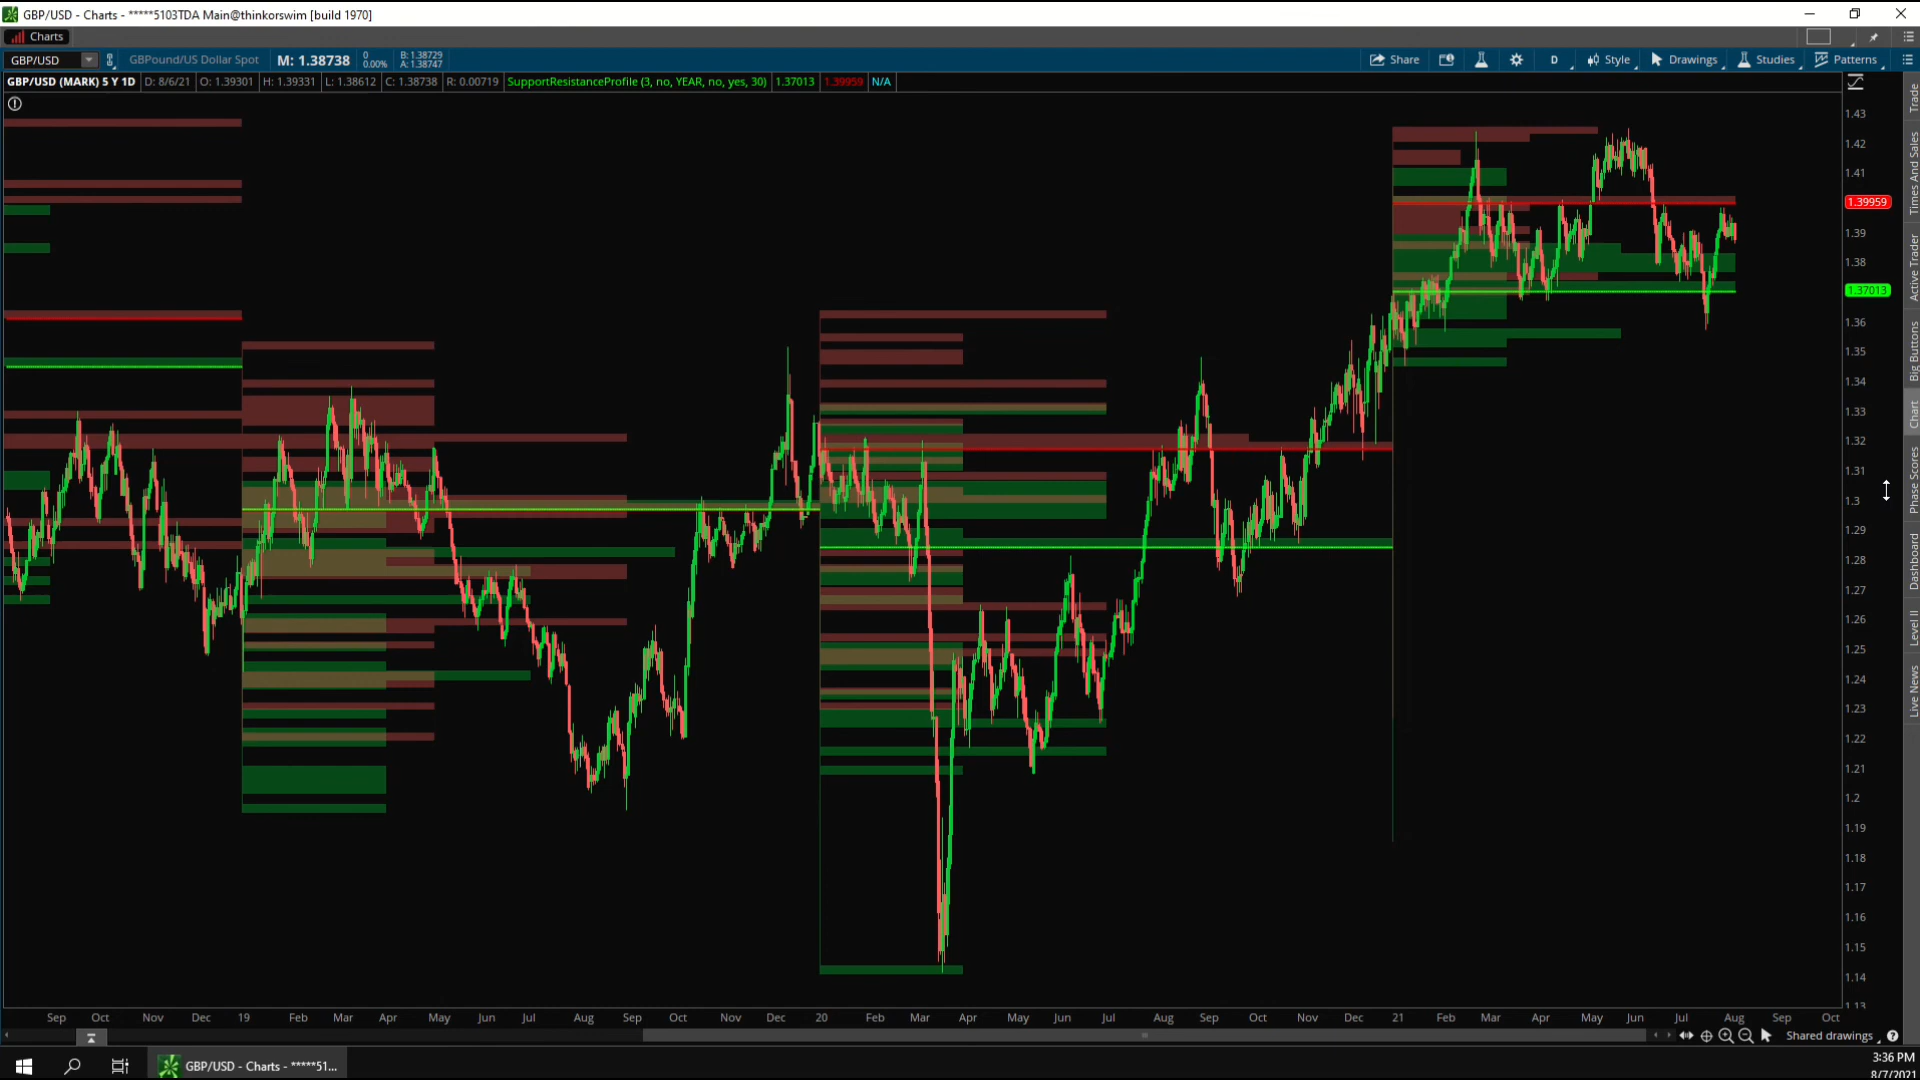 GBP/USD - Charts - *****5103TDA Main@thinkorswim [build 1970]
Charts
GBP/USD GBPound/US Dollar Spot M: 1.38738 0 0.00% B: 1.38729 A: 1.38747 Share D Style Drawings Studies Patterns
GBP/USD (MARK) 5 Y 1D D: 8/6/21 O: 1.39301 H: 1.39331 L: 1.38612 C: 1.38738 R: 0.00719 SupportResistanceProfile (3, no, YEAR, no, yes, 30) 1.37013 1.39959 N/A
1.43
1.42
1.41
1.39959
1.39
1.38
1.37013
1.36
1.35
1.34
1.33
1.32
1.31
1.3
1.29
1.28
1.27
1.26
1.25
1.24
1.23
1.22
1.21
1.2
1.19
1.18
1.17
1.16
1.15
1.14
1.13
Trade
Times And Sales
Active Trader
Big Buttons
Chart
Phase Scores
Dashboard
Level II
Live News
Sep Oct Nov Dec 19 Feb Mar Apr May Jun Jul Aug Sep Oct Nov Dec 20 Feb Mar Apr May Jun Jul Aug Sep Oct Nov Dec 21 Feb Mar Apr May Jun Jul Aug Sep Oct
Shared drawings
GBP/USD - Charts - *****51...
3:36 PM
8/7/2021